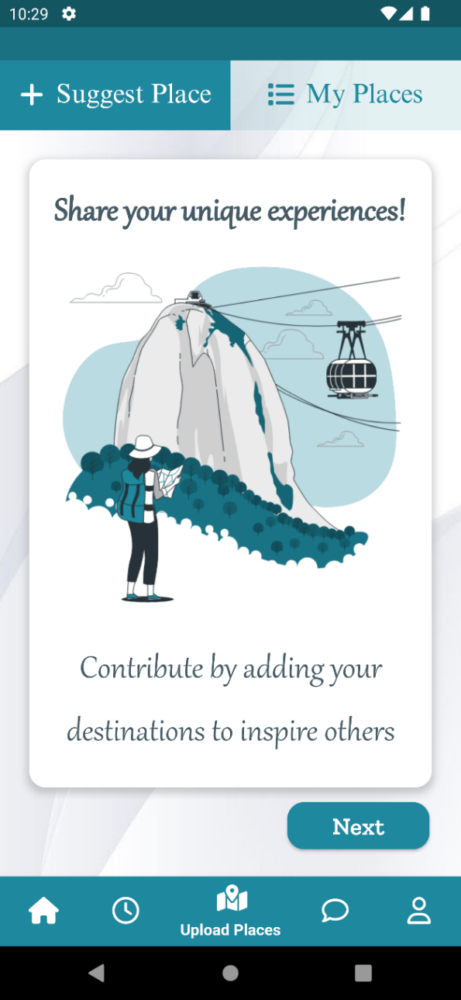 10:29
Suggest Place
My Places
Share your unique experiences!
Contribute by adding your
destinations to inspire others
Next
Upload Places